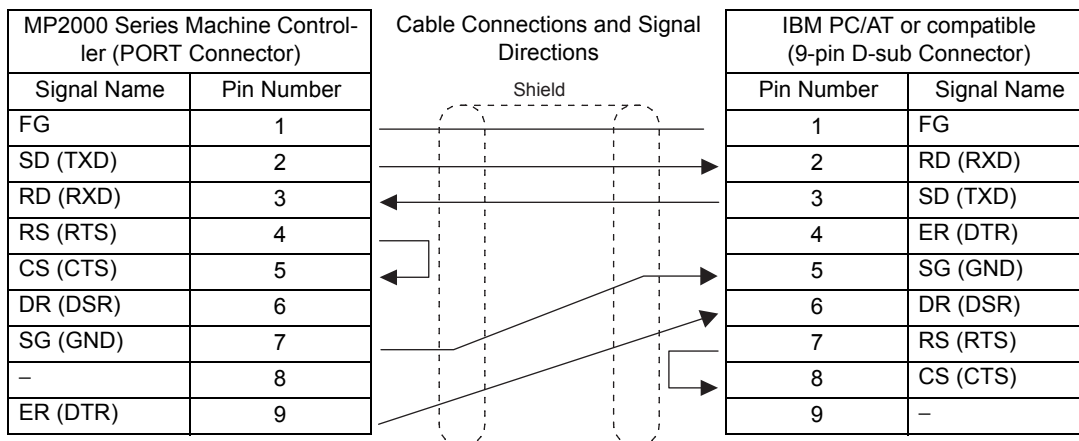 MP2000 Series Machine Control-
ler (PORT Connector)
Cable Connections and Signal
Directions
IBM PC/AT or compatible
(9-pin D-sub Connector)
Signal Name Pin Number Shield Pin Number Signal Name
FG 1 1 FG
SD (TXD) 2 2 RD (RXD)
RD (RXD) 3 3 SD (TXD)
RS (RTS) 4 4 ER (DTR)
CS (CTS) 5 5 SG (GND)
DR (DSR) 6 6 DR (DSR)
SG (GND) 7 7 RS (RTS)
– 8 8 CS (CTS)
ER (DTR) 9 9 –